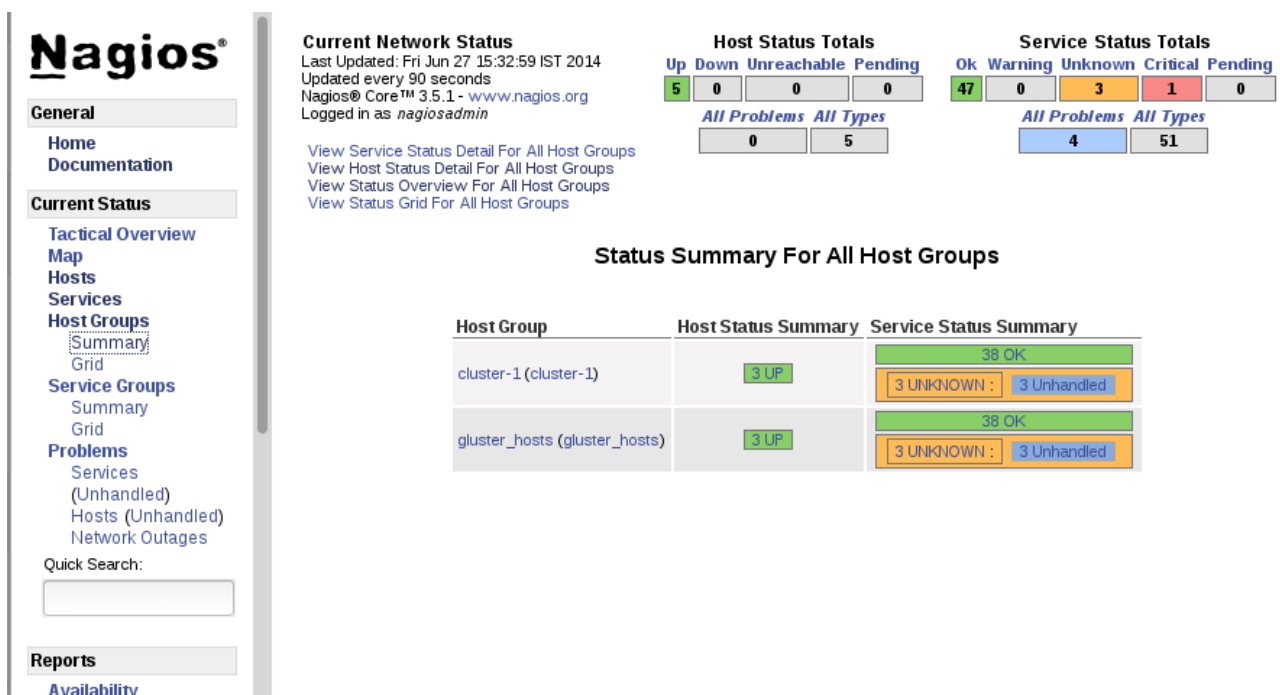 Nagios®
General
Home
Documentation
Current Status
Tactical Overview
Map
Hosts
Services
Host Groups
Summary
Grid
Service Groups
Summary
Grid
Problems
Services
(Unhandled)
Hosts (Unhandled)
Network Outages
Quick Search:
Reports
Availability
Current Network Status
Last Updated: Fri Jun 27 15:32:59 IST 2014
Updated every 90 seconds
Nagios® Core™ 3.5.1 - www.nagios.org
Logged in as nagiosadmin
View Service Status Detail For All Host Groups
View Host Status Detail For All Host Groups
View Status Overview For All Host Groups
View Status Grid For All Host Groups
Host Status Totals
Up Down Unreachable Pending
5 0 0 0
All Problems All Types
0 5
Service Status Totals
Ok Warning Unknown Critical Pending
47 0 3 1 0
All Problems All Types
4 51
Status Summary For All Host Groups
Host Group Host Status Summary Service Status Summary
cluster-1 (cluster-1) 3 UP 38 OK
3 UNKNOWN : 3 Unhandled
gluster_hosts (gluster_hosts) 3 UP 38 OK
3 UNKNOWN : 3 Unhandled